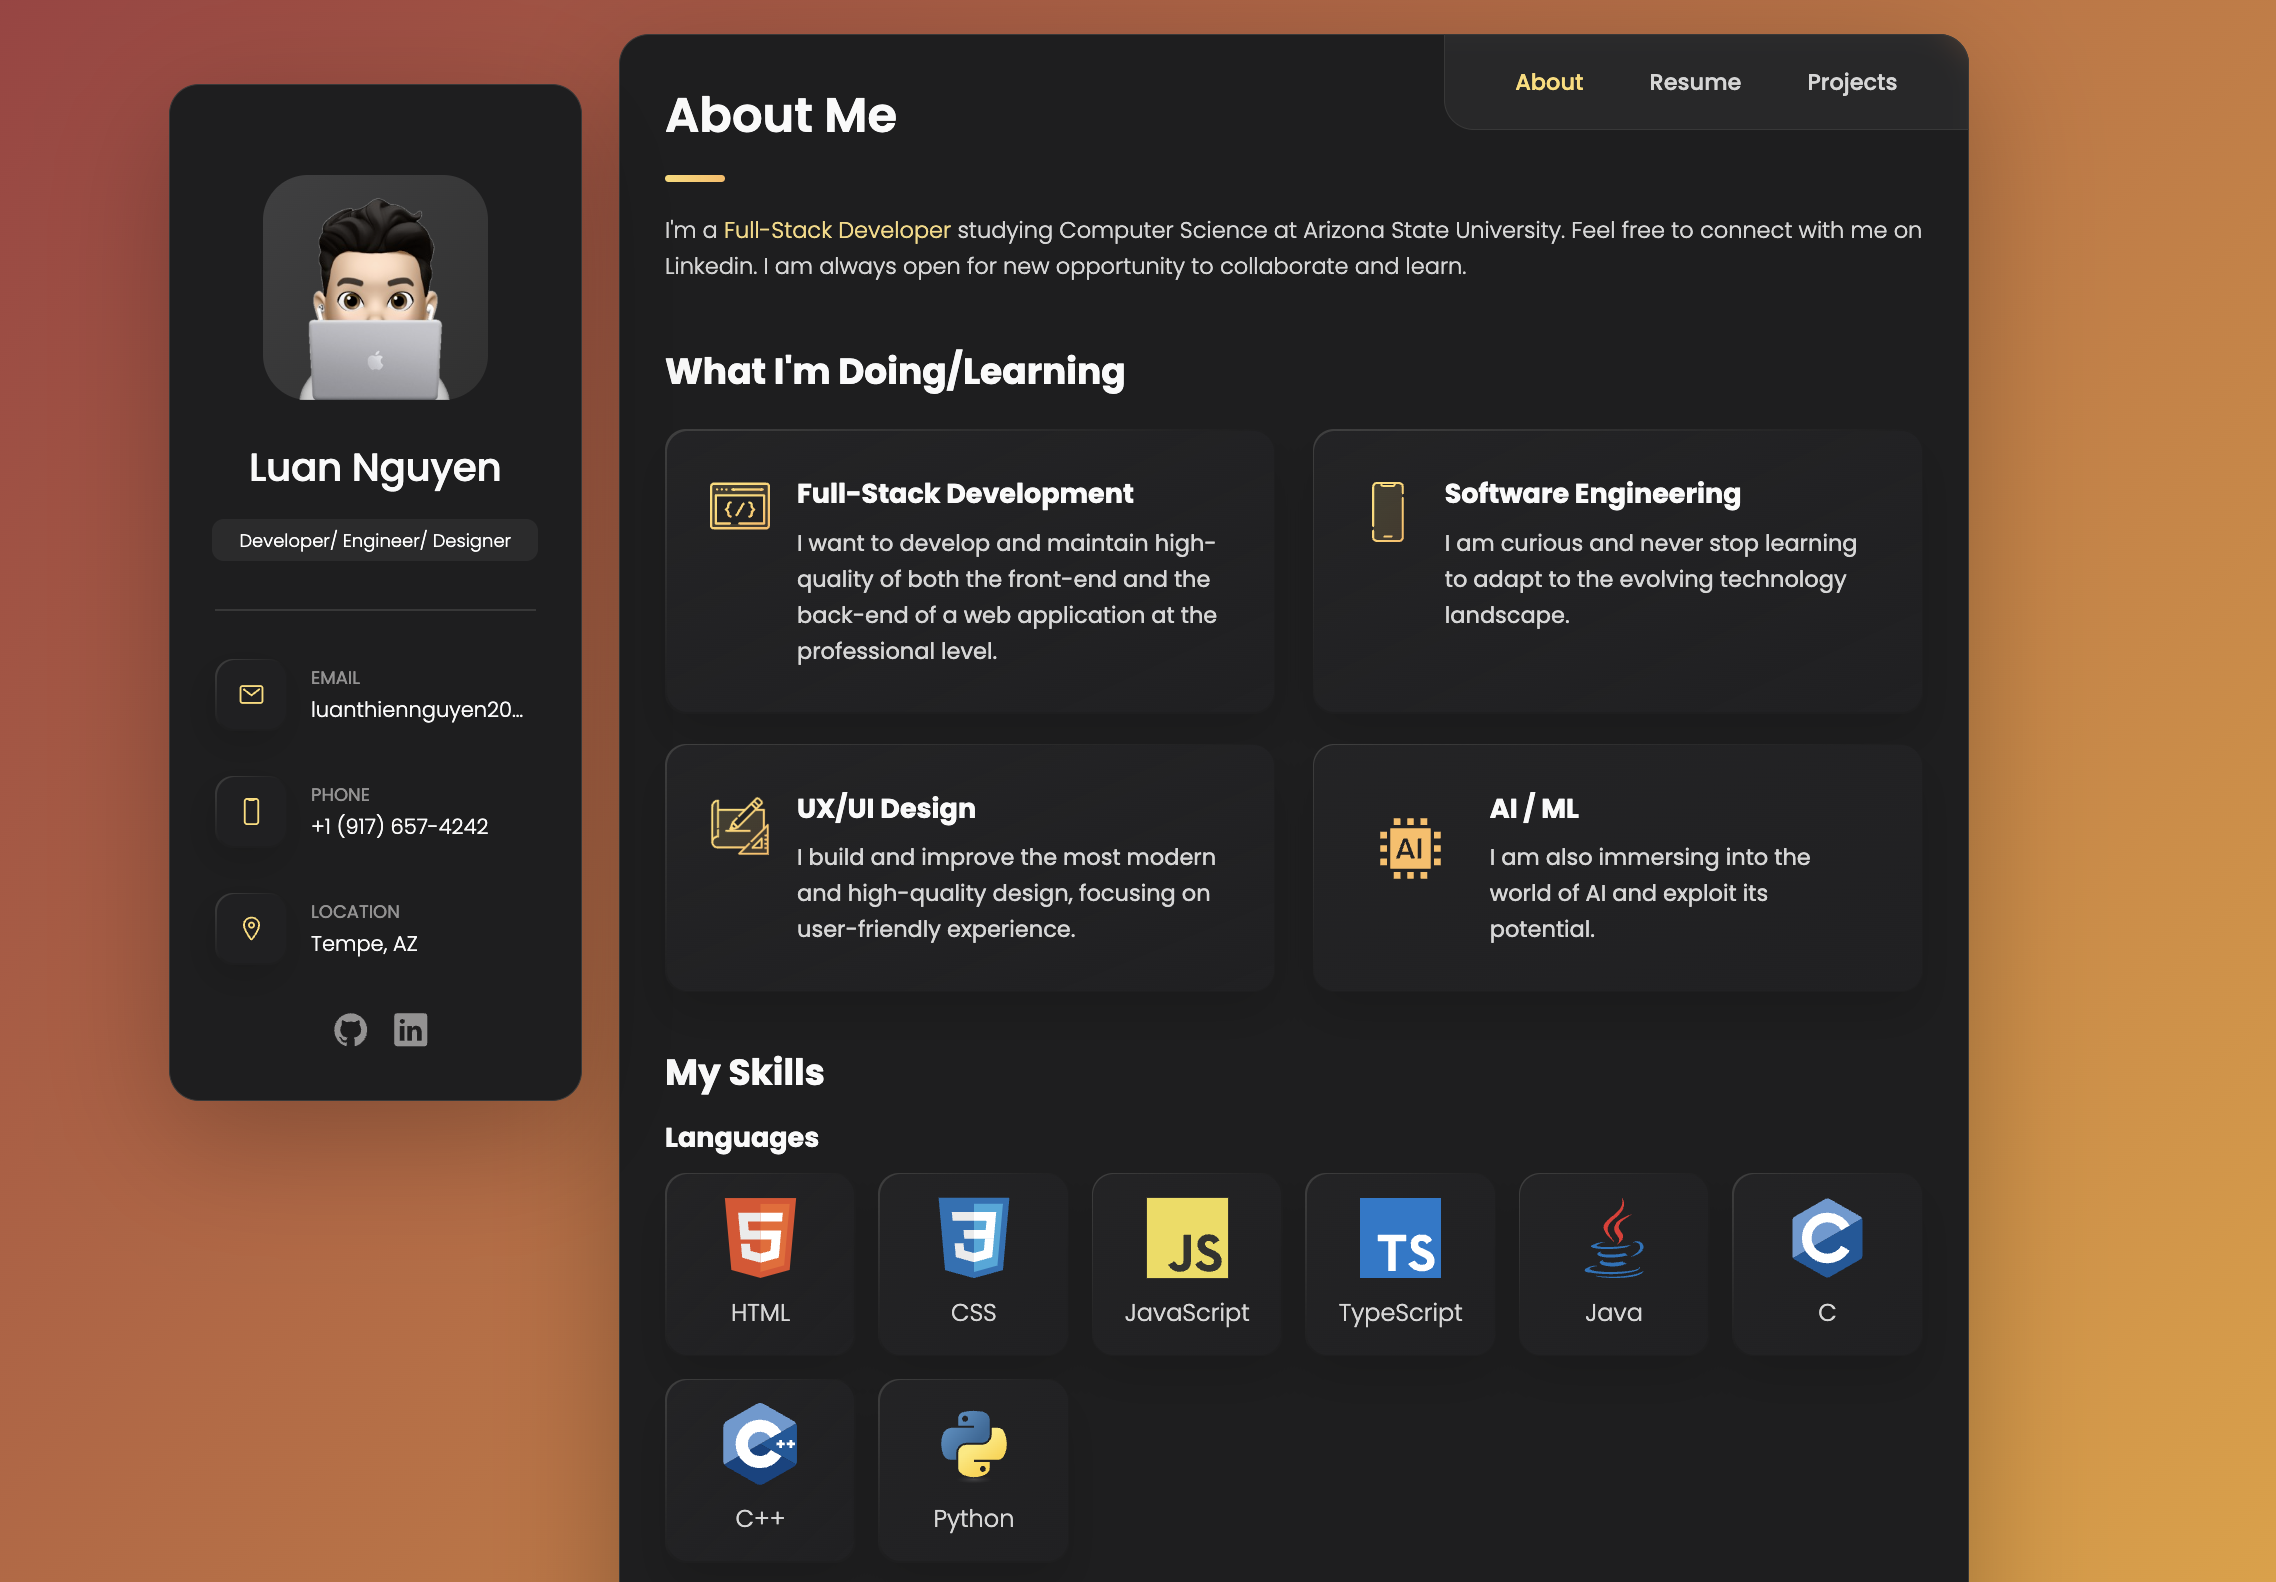 Luan Nguyen
Developer/ Engineer/ Designer
EMAIL
luanthiennguyen20...
PHONE
+1 (917) 657-4242
LOCATION
Tempe, AZ
in
About
Resume
Projects
About Me
I'm a Full-Stack Developer studying Computer Science at Arizona State University. Feel free to connect with me on
Linkedin. I am always open for new opportunity to collaborate and learn.
What I'm Doing/Learning
{/}
Full-Stack Development
I want to develop and maintain high-
quality of both the front-end and the
back-end of a web application at the
professional level.
Software Engineering
I am curious and never stop learning
to adapt to the evolving technology
landscape.
UX/UI Design
I build and improve the most modern
and high-quality design, focusing on
user-friendly experience.
AI
AI / ML
I am also immersing into the
world of AI and exploit its
potential.
My Skills
Languages
5
HTML
3
CSS
JS
JavaScript
TS
TypeScript
Java
C
C
C++
C++
Python